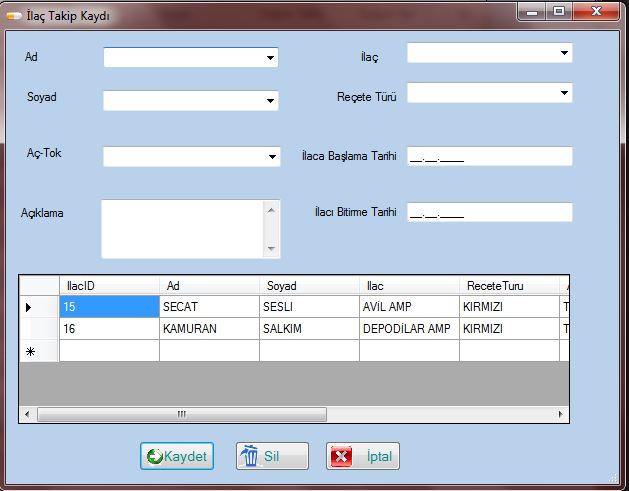 İlaç Takip Kaydı
Ad İlaç
Soyad Reçete Türü
Aç-Tok İlaca Başlama Tarihi __.__.____
Açıklama İlacı Bitirme Tarihi __.__.____
IlacID Ad Soyad Ilac ReceteTuru A
15 SECAT SESLI AVİL AMP KIRMIZI T
16 KAMURAN SALKIM DEPODİLAR AMP KIRMIZI T
Kaydet Sil İptal